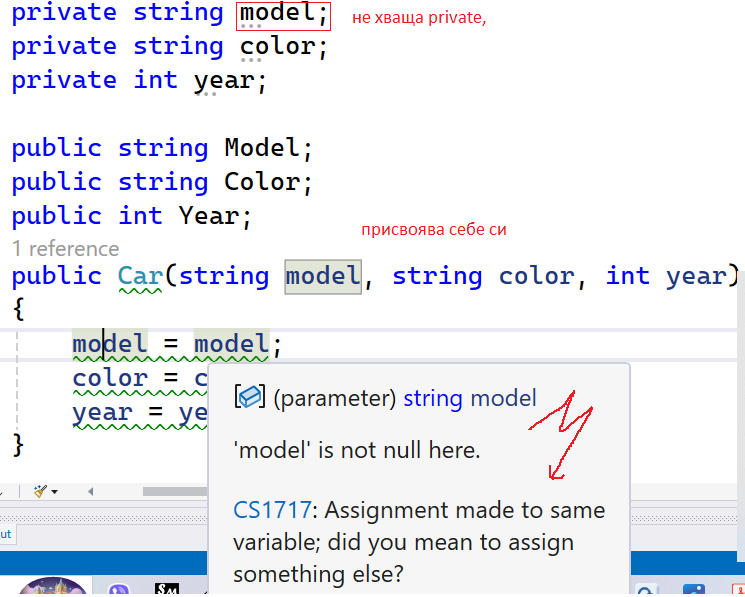 private string model; не хваща private,
private string color;
private int year;
public string Model;
public string Color;
public int Year;
присвоява себе си
1 reference
public Car(string model, string color, int year)
{
model = model;
color = c
year = ye
}
(parameter) string model
'model' is not null here.
CS1717: Assignment made to same
variable; did you mean to assign
something else?
ut